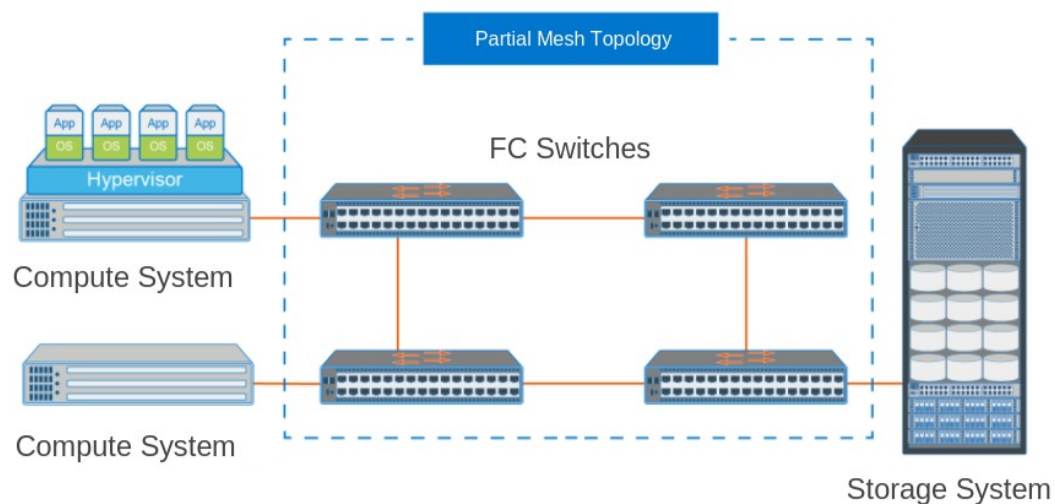 Partial Mesh Topology
App App App App
OS OS OS OS
Hypervisor
FC Switches
Compute System
Compute System
Storage System